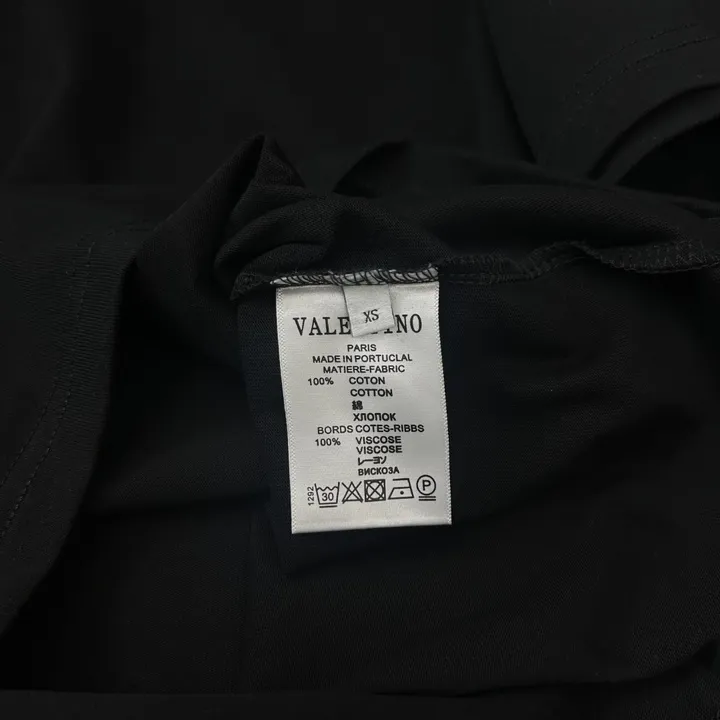 XS
VALE INO
PARIS
MADE IN PORTUCLAL
MATIERE-FABRIC
100% COTON
COTTON
綿
ХЛОПОК
BORDS COTES-RIBBS
100% VISCOSE
VISCOSE
レーヨン
ВИСКОЗА
1292 30 P